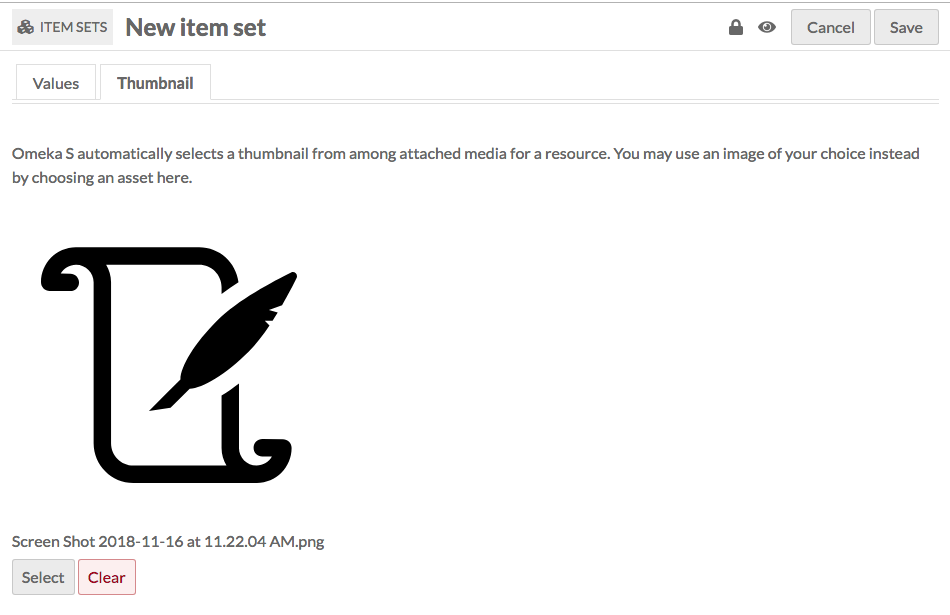 ITEM SETS New item set Cancel Save
Values Thumbnail
Omeka S automatically selects a thumbnail from among attached media for a resource. You may use an image of your choice instead
by choosing an asset here.
Screen Shot 2018-11-16 at 11.22.04 AM.png
Select Clear